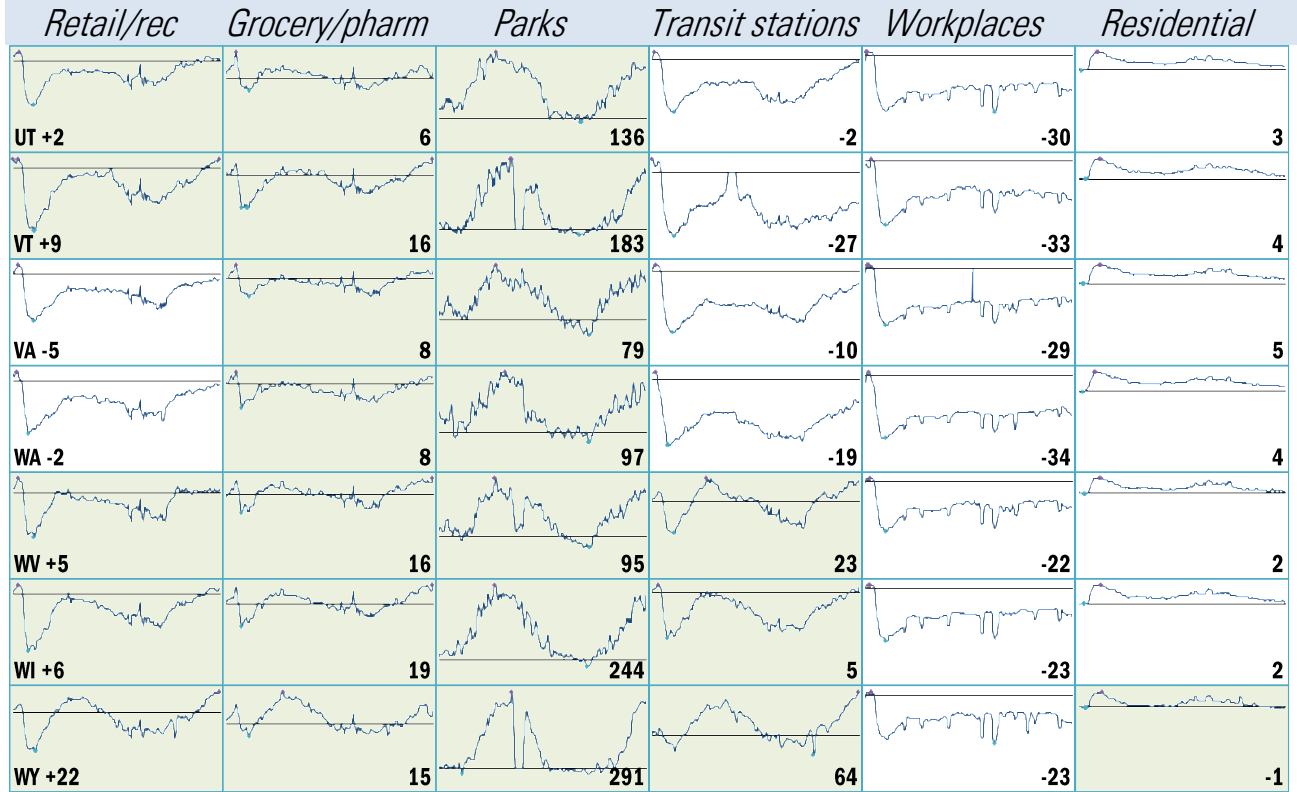 Retail/rec Grocery/pharm Parks Transit stations Workplaces Residential
UT +2 6 136 -2 -30 3
VT +9 16 183 -27 -33 4
VA -5 8 79 -10 -29 5
WA -2 8 97 -19 -34 4
WV +5 16 95 23 -22 2
WI +6 19 244 5 -23 2
WY +22 15 291 64 -23 -1